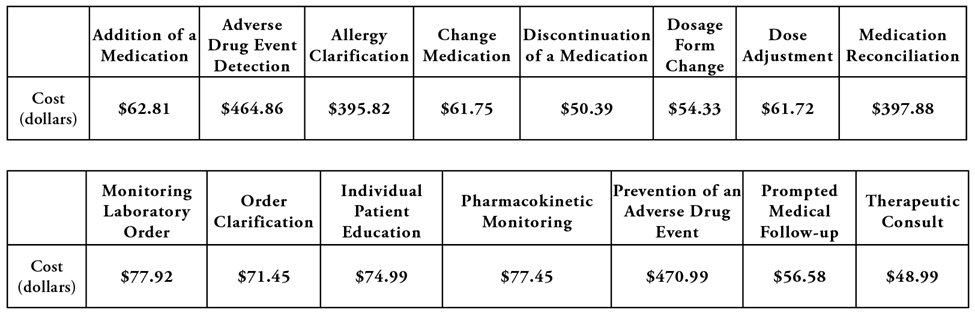 Addition of a Medication
Adverse Drug Event Detection
Allergy Clarification
Change Medication
Discontinuation of a Medication
Dosage Form Change
Dose Adjustment
Medication Reconciliation
Cost (dollars)
$62.81
$464.86
$395.82
$61.75
$50.39
$54.33
$61.72
$397.88
Monitoring Laboratory Order
Order Clarification
Individual Patient Education
Pharmacokinetic Monitoring
Prevention of an Adverse Drug Event
Prompted Medical Follow-up
Therapeutic Consult
Cost (dollars)
$77.92
$71.45
$74.99
$77.45
$470.99
$56.58
$48.99